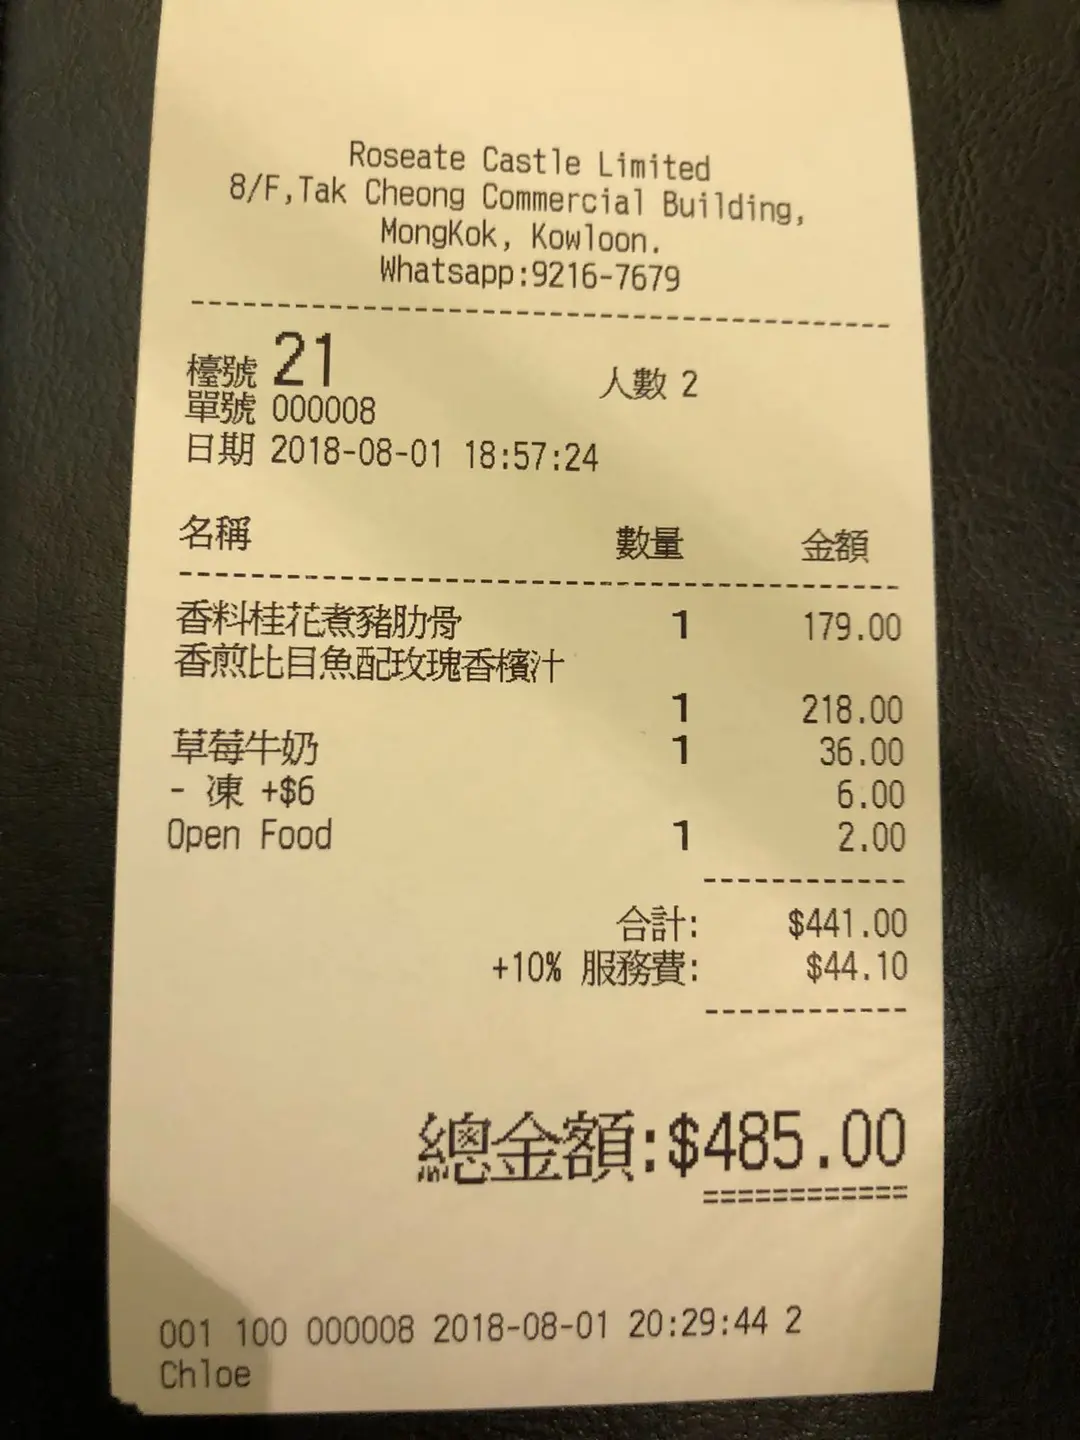 Roseate Castle Limited
8/F,Tak Cheong Commercial Building,
MongKok, Kowloon.
Whatsapp:9216-7679
檯號 21 人數 2
單號 000008
日期 2018-08-01 18:57:24
名稱 數量 金額
香料桂花煮豬肋骨 1 179.00
香煎比目魚配玫瑰香檳汁
1 218.00
草莓牛奶 1 36.00
- 凍 +$6 6.00
Open Food 1 2.00
合計: $441.00
+10% 服務費: $44.10
總金額:$485.00
001 100 000008 2018-08-01 20:29:44 2
Chloe